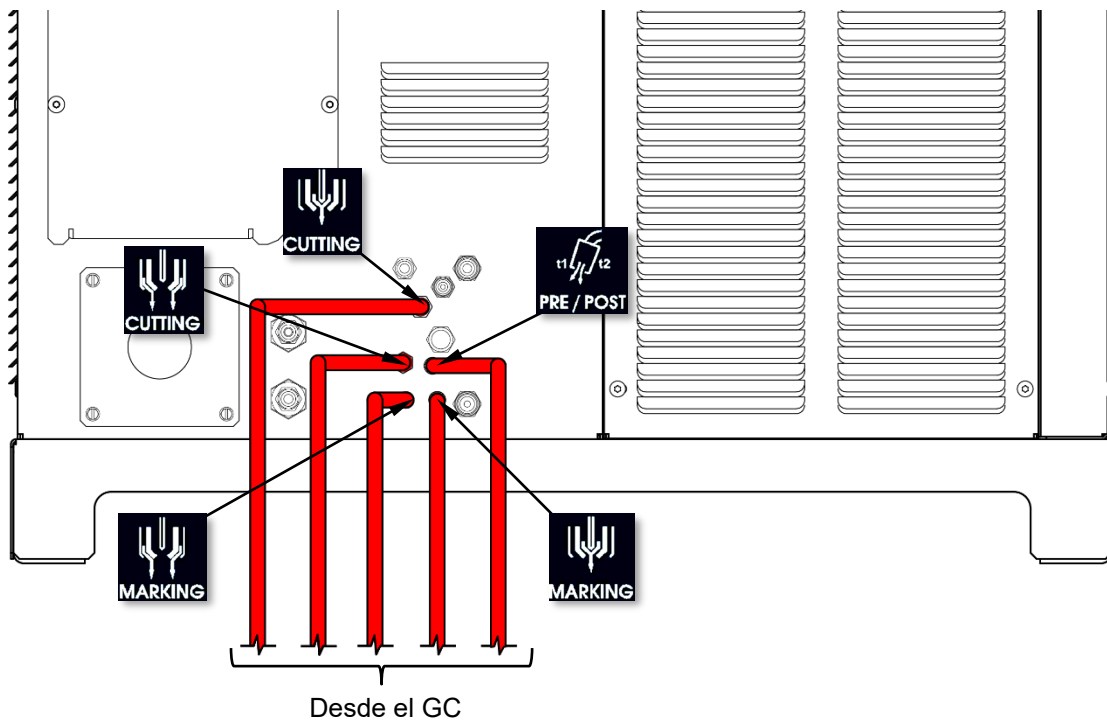 CUTTING
t1 t2
PRE / POST
CUTTING
MARKING
MARKING
Desde el GC